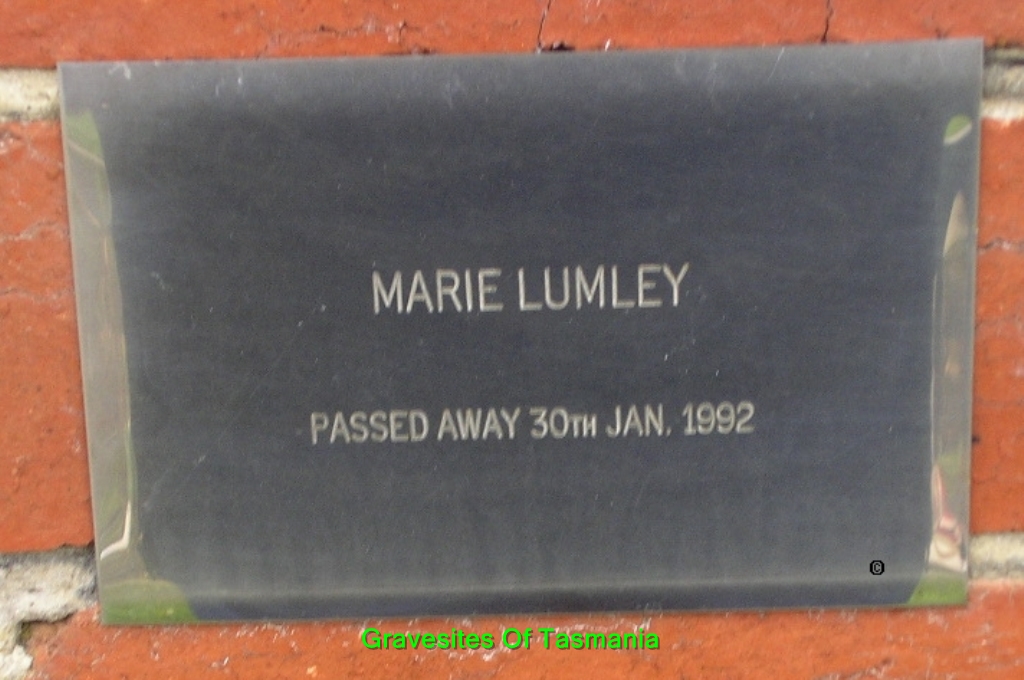 MARIE LUMLEY
PASSED AWAY 30TH JAN. 1992
©
Gravesites Of Tasmania